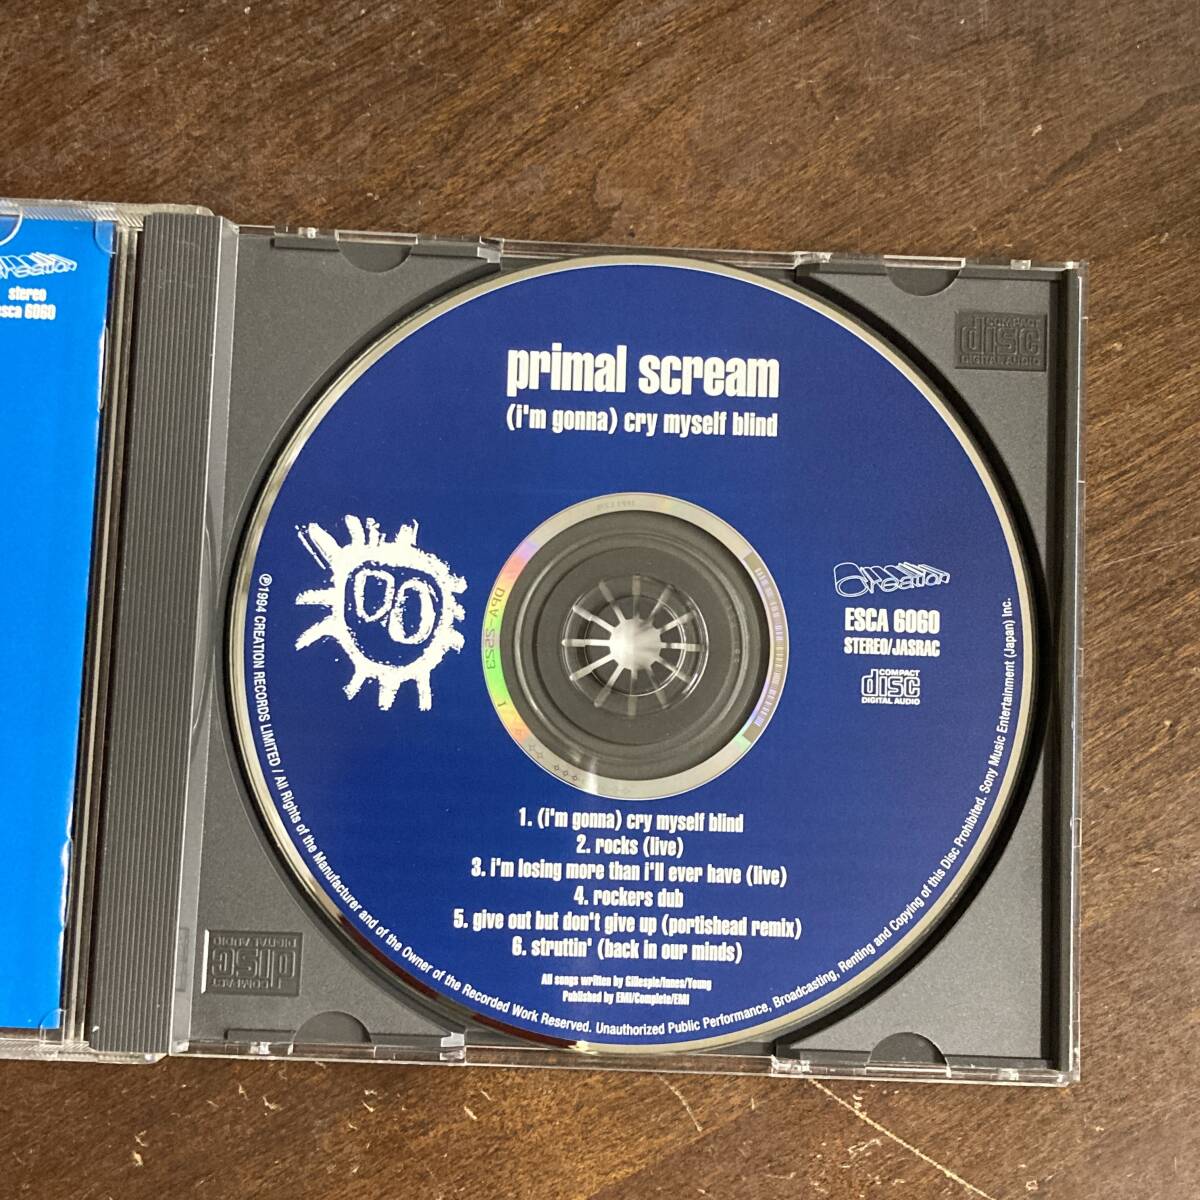 Creation
stereo
esca 6060
primal scream
(i'm gonna) cry myself blind
Creation
ESCA 6060
STEREO/JASRAC
COMPACT
disc
DIGITAL AUDIO
1. (i'm gonna) cry myself blind
2. rocks (live)
3. i'm losing more than i'll ever have (live)
4. rockers dub
5. give out but don't give up (portishead remix)
6. struttin' (back in our minds)
All songs written by Gillespie/Innes/Young
Published by EMI/Complete/EMI
℗1994 CREATION RECORDS LIMITED / All Rights of the Manufacturer and of the Owner of the Recorded Work Reserved. Unauthorized Public Performance, Broadcasting, Renting and Copying of this Disc Prohibited. Sony Music Entertainment (Japan) Inc.
COMPACT
disc
DIGITAL AUDIO
COMPACT
disc
DIGITAL AUDIO